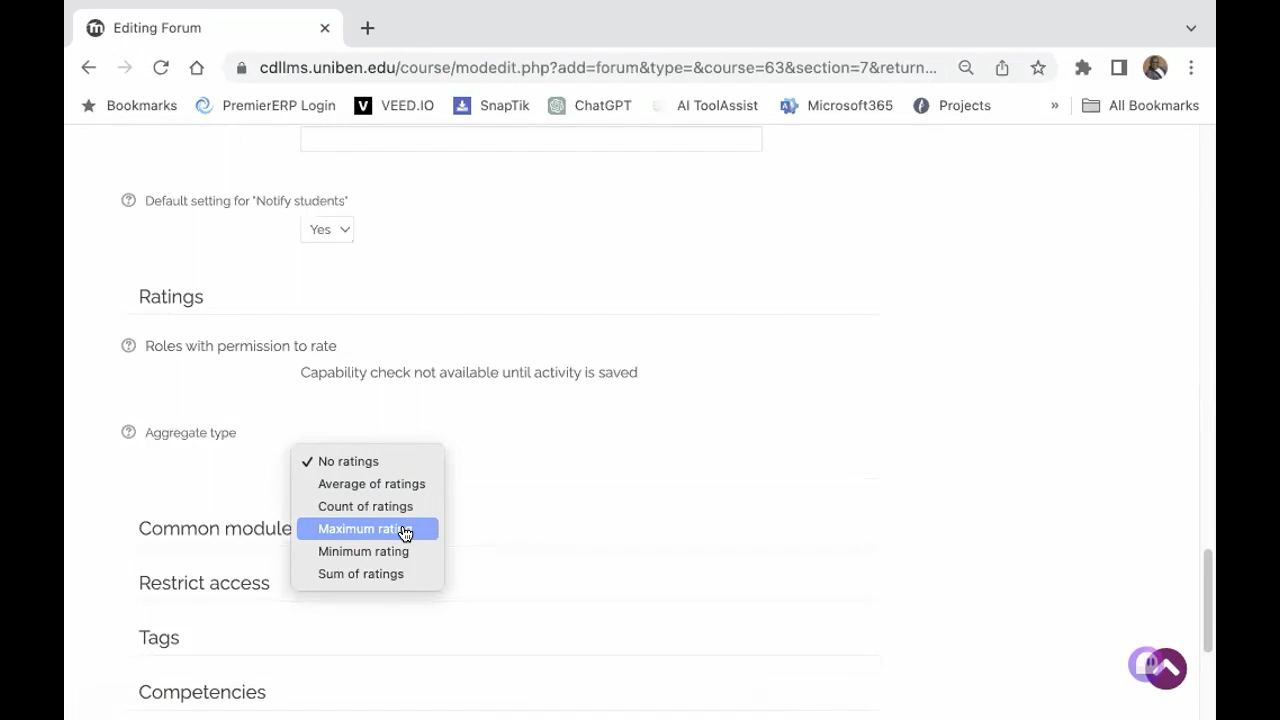 Editing Forum
cdllms.uniben.edu/course/modedit.php?add=forum&type=&course=63&section=7&return...
Bookmarks PremierERP Login VEED.IO SnapTik ChatGPT AI ToolAssist Microsoft365 Projects » All Bookmarks
Default setting for "Notify students"
Yes
Ratings
Roles with permission to rate
Capability check not available until activity is saved
Aggregate type
No ratings
Average of ratings
Count of ratings
Common module
Maximum rating
Minimum rating
Sum of ratings
Restrict access
Tags
Competencies